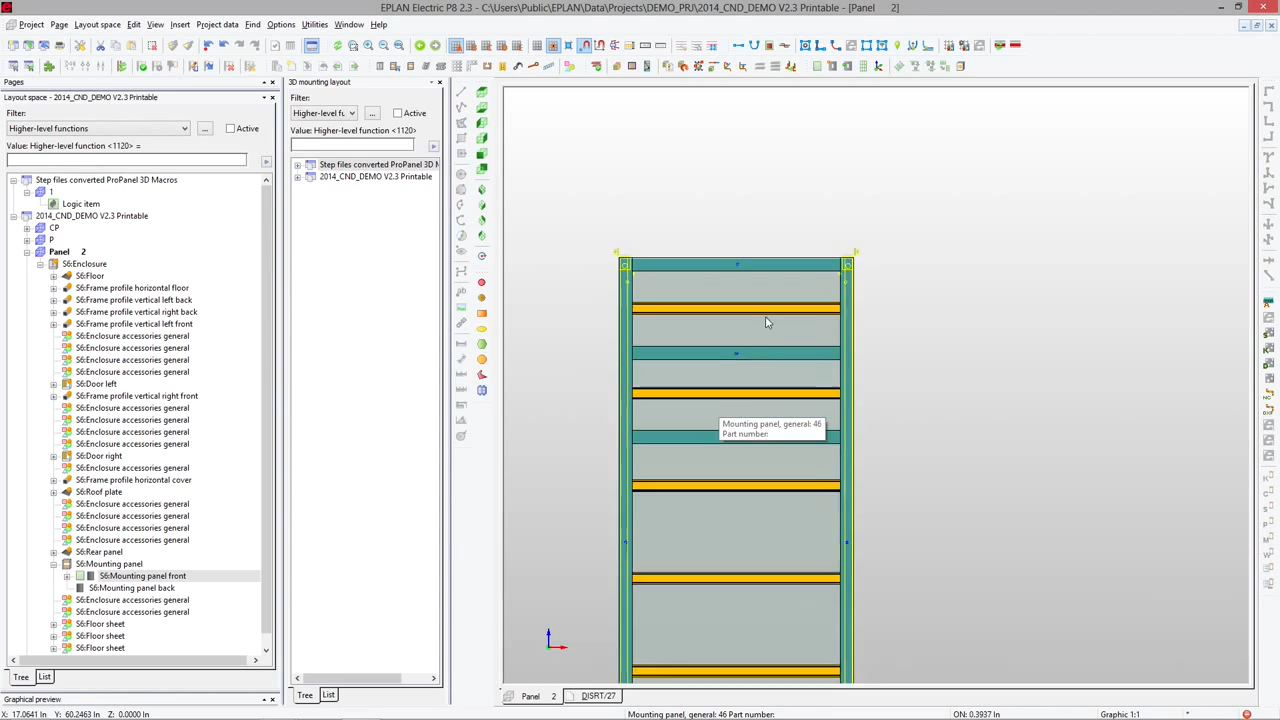 EPLAN Electric P8 2.3 - C:\Users\Public\EPLAN\Data\Projects\DEMO_PRJ\2014_CND_DEMO V2.3 Printable - [Panel 2]
Project Page Layout space Edit View Insert Project data Find Options Utilities Window Help
Pages
Layout space - 2014_CND_DEMO V2.3 Printable
Filter:
Higher-level functions
...
Active
Value: Higher-level function <1120> =
Step files converted ProPanel 3D Macros
1
Logic item
2014_CND_DEMO V2.3 Printable
CP
P
Panel 2
S6:Enclosure
S6:Floor
S6:Frame profile horizontal floor
S6:Frame profile vertical left back
S6:Frame profile vertical right back
S6:Frame profile vertical left front
S6:Enclosure accessories general
S6:Enclosure accessories general
S6:Enclosure accessories general
S6:Enclosure accessories general
S6:Door left
S6:Frame profile vertical right front
S6:Enclosure accessories general
S6:Enclosure accessories general
S6:Enclosure accessories general
S6:Enclosure accessories general
S6:Door right
S6:Enclosure accessories general
S6:Frame profile horizontal cover
S6:Roof plate
S6:Enclosure accessories general
S6:Enclosure accessories general
S6:Enclosure accessories general
S6:Enclosure accessories general
S6:Rear panel
S6:Mounting panel
S6:Mounting panel front
S6:Mounting panel back
S6:Enclosure accessories general
S6:Enclosure accessories general
S6:Floor sheet
S6:Floor sheet
S6:Floor sheet
Tree List
Graphical preview
3D mounting layout
Filter:
Higher-level fu
...
Active
Value: Higher-level function <1120>
Step files converted ProPanel 3D M
2014_CND_DEMO V2.3 Printable
Tree List
Mounting panel, general: 46
Part number:
Panel 2
DISRT/27
X: 17.0641 In Y: 60.2463 In Z: 0.0000 In
Mounting panel, general: 46 Part number:
ON: 0.3937 In
Graphic 1:1